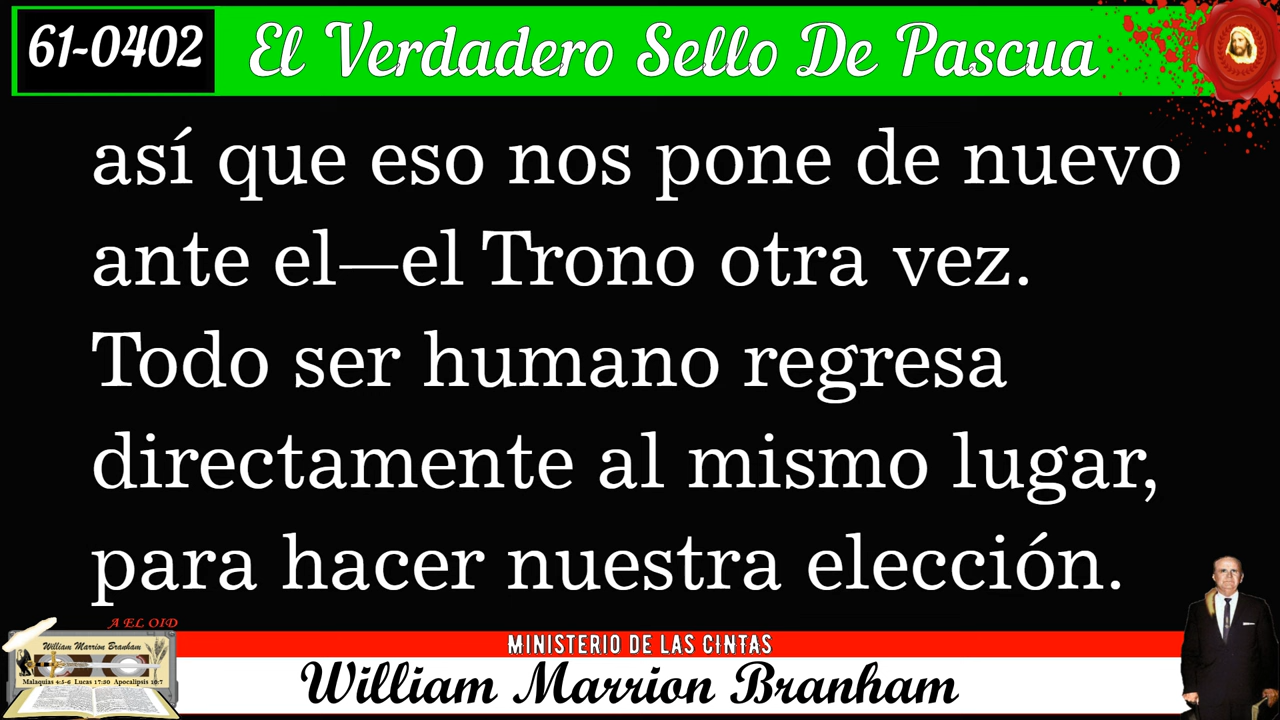 61-0402
El Verdadero Sello De Pascua
así que eso nos pone de nuevo
ante el—el Trono otra vez.
Todo ser humano regresa
directamente al mismo lugar,
para hacer nuestra elección.
A EL OID
William Marrion Branham
Malaquias 4:5-6 Lucas 17:30 Apocalipsis 10:7
MINISTERIO DE LAS CINTAS
William Marrion Branham